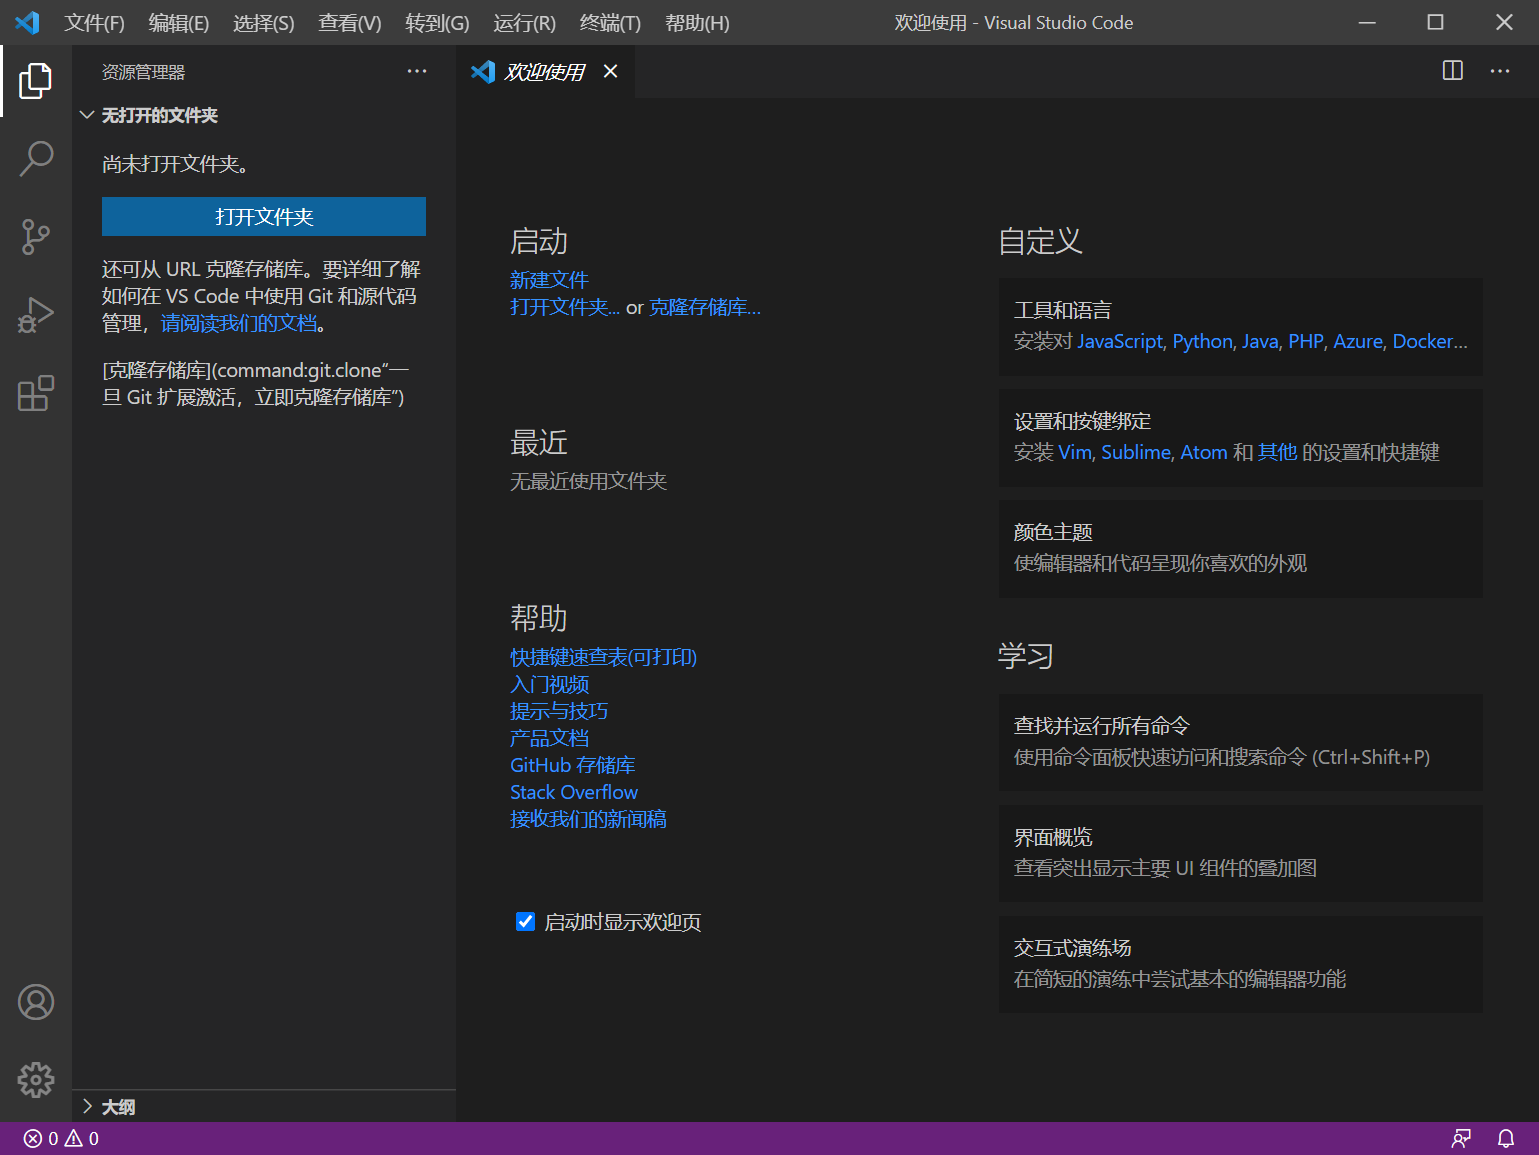 文件(F) 编辑(E) 选择(S) 查看(V) 转到(G) 运行(R) 终端(T) 帮助(H) 欢迎使用 - Visual Studio Code
资源管理器
无打开的文件夹
尚未打开文件夹。
打开文件夹
还可从 URL 克隆存储库。要详细了解
如何在 VS Code 中使用 Git 和源代码
管理，请阅读我们的文档。
[克隆存储库](command:git.clone“一
旦 Git 扩展激活，立即克隆存储库”)
大纲
欢迎使用
启动
新建文件
打开文件夹... or 克隆存储库...
最近
无最近使用文件夹
帮助
快捷键速查表(可打印)
入门视频
提示与技巧
产品文档
GitHub 存储库
Stack Overflow
接收我们的新闻稿
启动时显示欢迎页
自定义
工具和语言
安装对 JavaScript, Python, Java, PHP, Azure, Docker...
设置和按键绑定
安装 Vim, Sublime, Atom 和 其他 的设置和快捷键
颜色主题
使编辑器和代码呈现你喜欢的外观
学习
查找并运行所有命令
使用命令面板快速访问和搜索命令 (Ctrl+Shift+P)
界面概览
查看突出显示主要 UI 组件的叠加图
交互式演练场
在简短的演练中尝试基本的编辑器功能
0 0